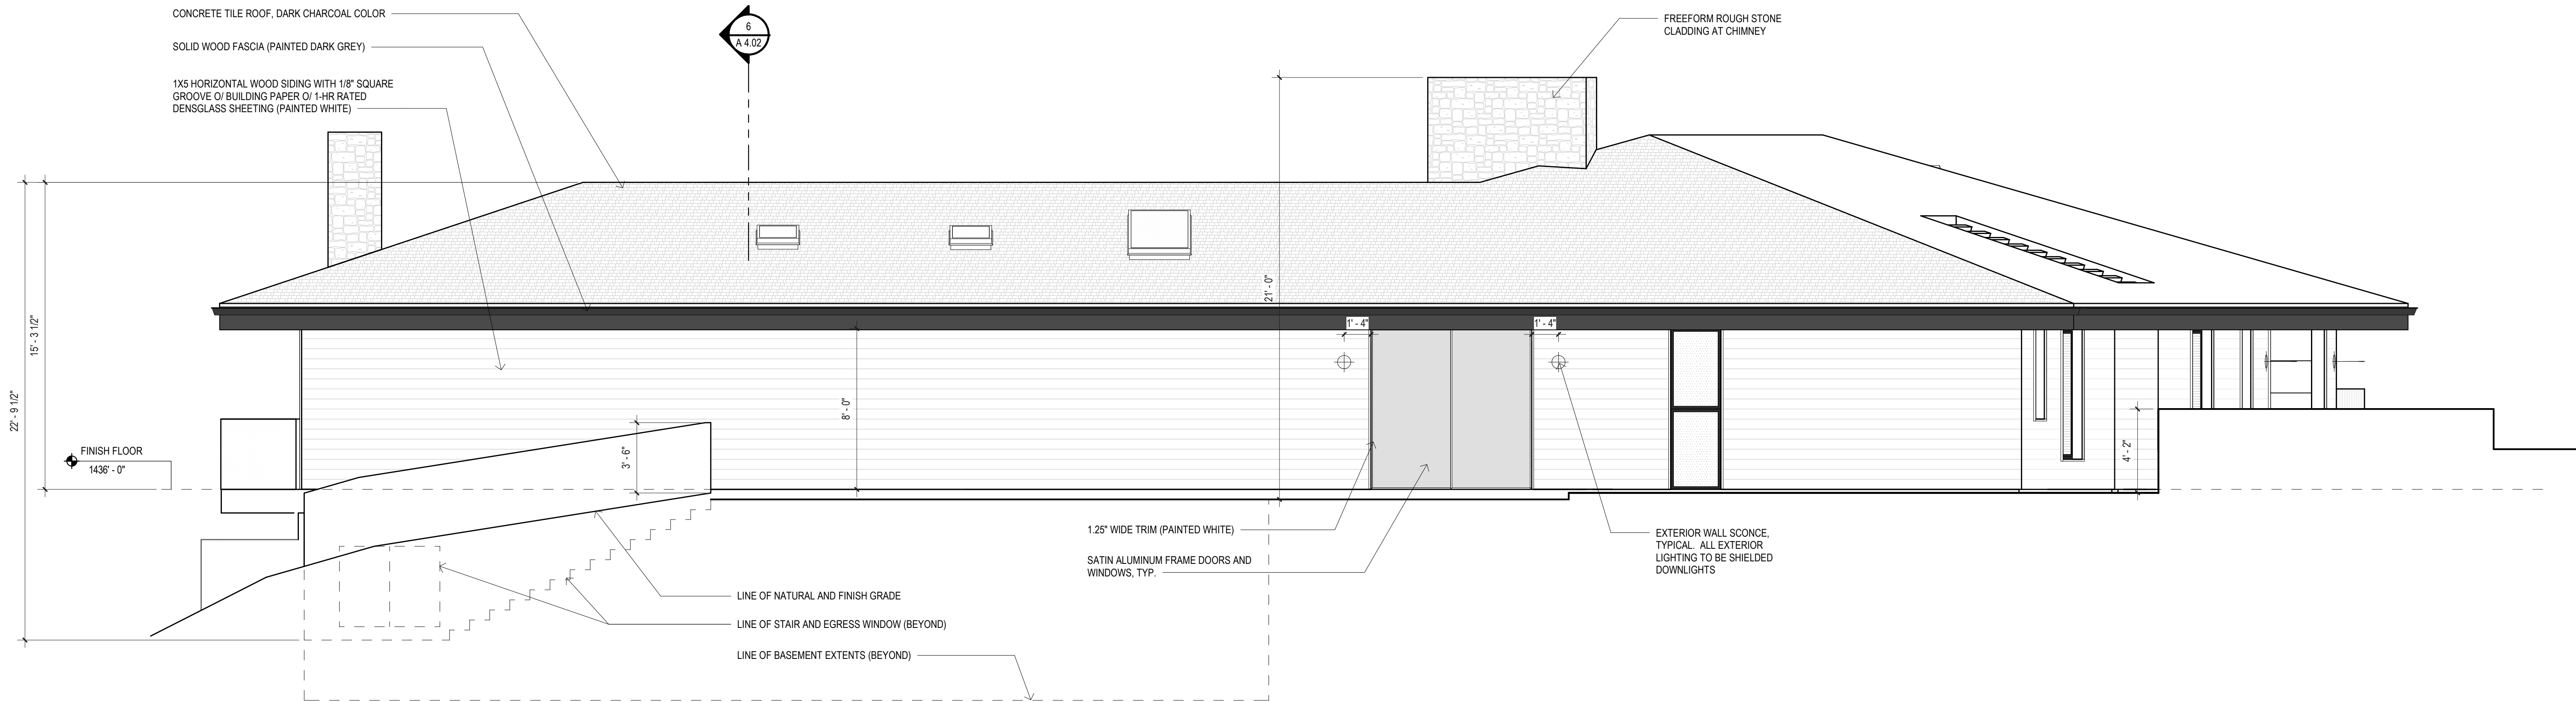 CONCRETE TILE ROOF, DARK CHARCOAL COLOR
SOLID WOOD FASCIA (PAINTED DARK GREY)
1X5 HORIZONTAL WOOD SIDING WITH 1/8" SQUARE
GROOVE O/ BUILDING PAPER O/ 1-HR RATED
DENSGLASS SHEETING (PAINTED WHITE)
6
A 4.02
FREEFORM ROUGH STONE
CLADDING AT CHIMNEY
15' - 3 1/2"
22' - 9 1/2"
21' - 0"
1' - 4"
1' - 4"
8' - 0"
3' - 6"
4' - 2"
FINISH FLOOR
1436' - 0"
1.25" WIDE TRIM (PAINTED WHITE)
SATIN ALUMINUM FRAME DOORS AND
WINDOWS, TYP.
EXTERIOR WALL SCONCE,
TYPICAL. ALL EXTERIOR
LIGHTING TO BE SHIELDED
DOWNLIGHTS
LINE OF NATURAL AND FINISH GRADE
LINE OF STAIR AND EGRESS WINDOW (BEYOND)
LINE OF BASEMENT EXTENTS (BEYOND)